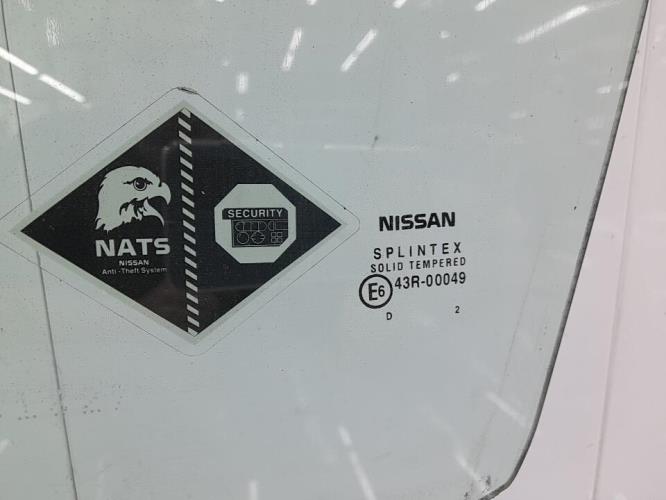 NATS
NISSAN
Anti-Theft System
SECURITY
NISSAN
SPLINTEX
SOLID TEMPERED
E6 43R-00049
D 2